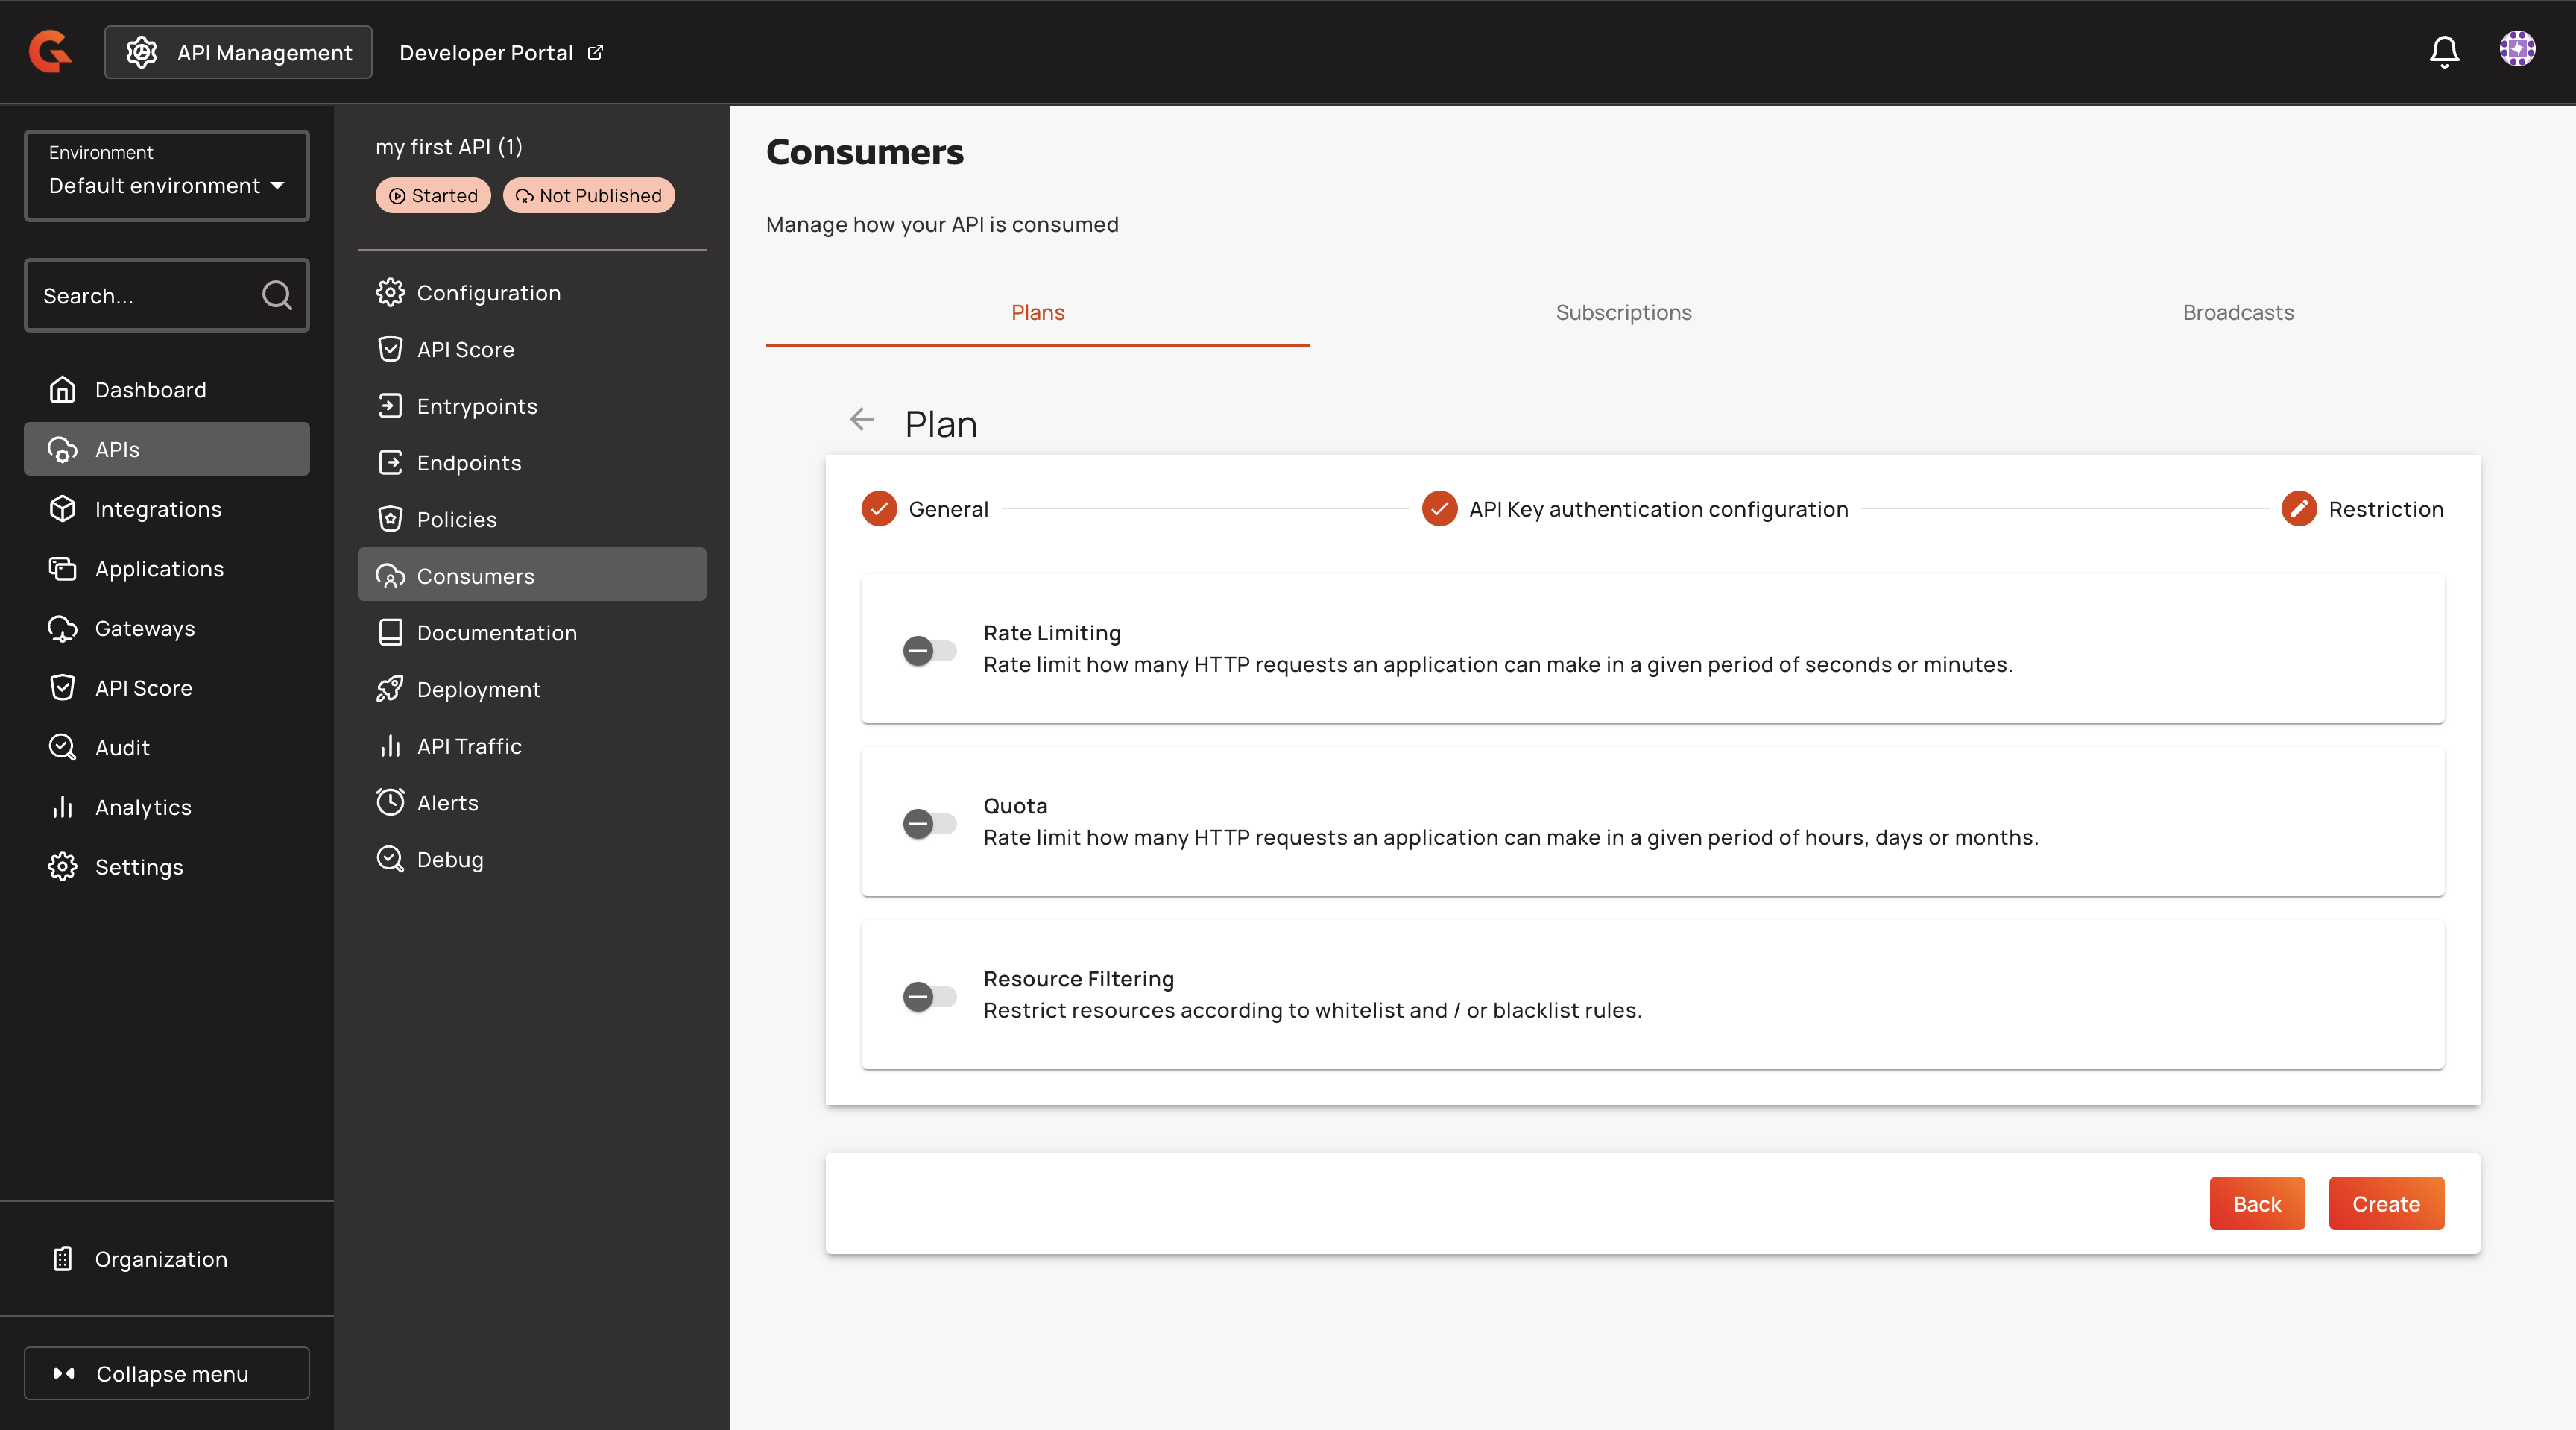 API Management
Developer Portal
Environment
Default environment
Search...
Dashboard
APIs
Integrations
Applications
Gateways
API Score
Audit
Analytics
Settings
Organization
Collapse menu
my first API (1)
Started
Not Published
Configuration
API Score
Entrypoints
Endpoints
Policies
Consumers
Documentation
Deployment
API Traffic
Alerts
Debug
Consumers
Manage how your API is consumed
Plans
Subscriptions
Broadcasts
Plan
General
API Key authentication configuration
Restriction
Rate Limiting
Rate limit how many HTTP requests an application can make in a given period of seconds or minutes.
Quota
Rate limit how many HTTP requests an application can make in a given period of hours, days or months.
Resource Filtering
Restrict resources according to whitelist and / or blacklist rules.
Back
Create